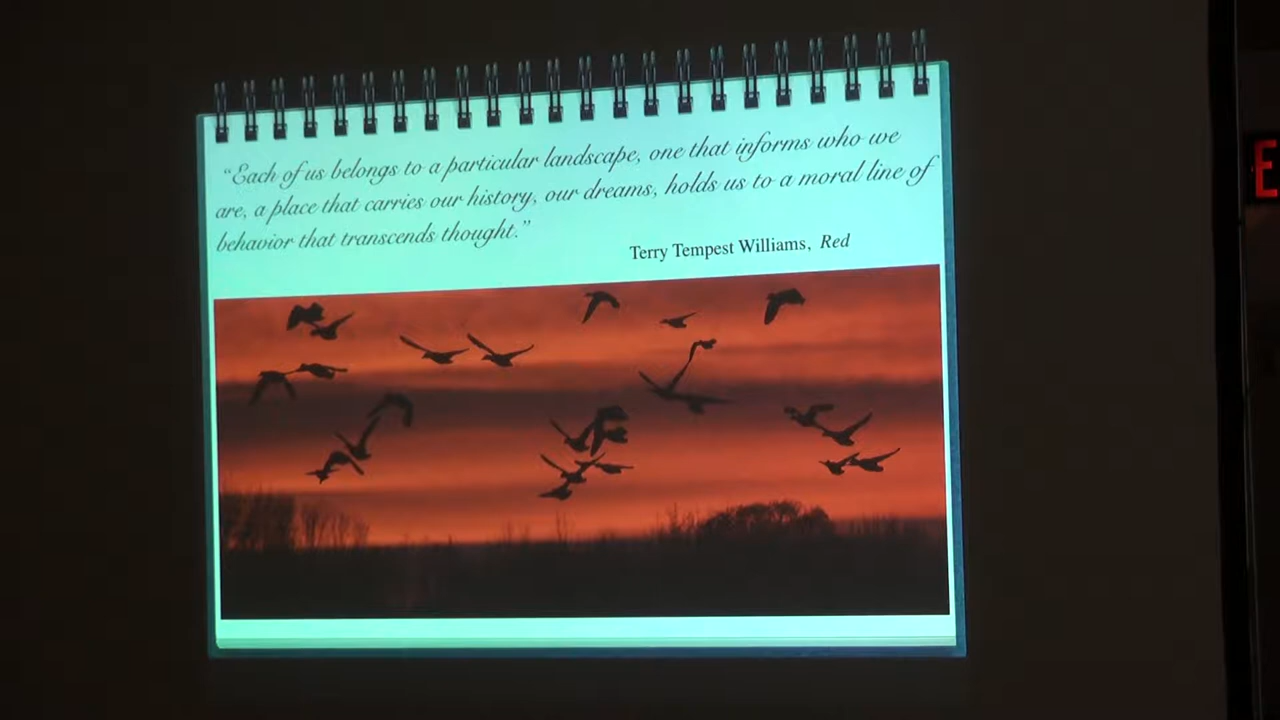 “Each of us belongs to a particular landscape, one that informs who we
are, a place that carries our history, our dreams, holds us to a moral line of
behavior that transcends thought.”
Terry Tempest Williams, Red
E